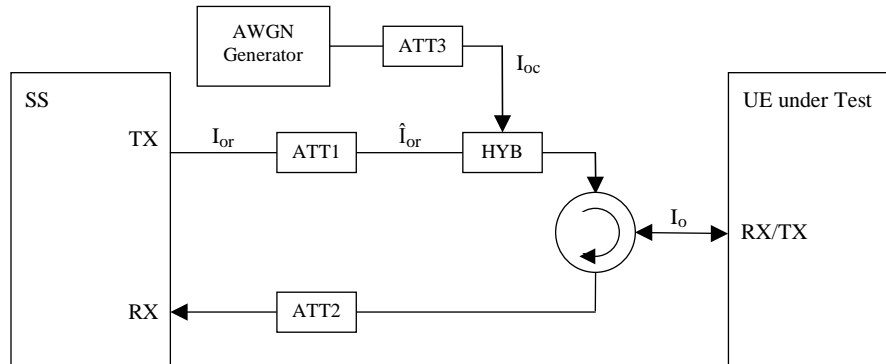 AWGN
Generator
ATT3
I_oc
SS
UE under Test
TX
I_or
ATT1
Î_or
HYB
I_o
RX/TX
RX
ATT2